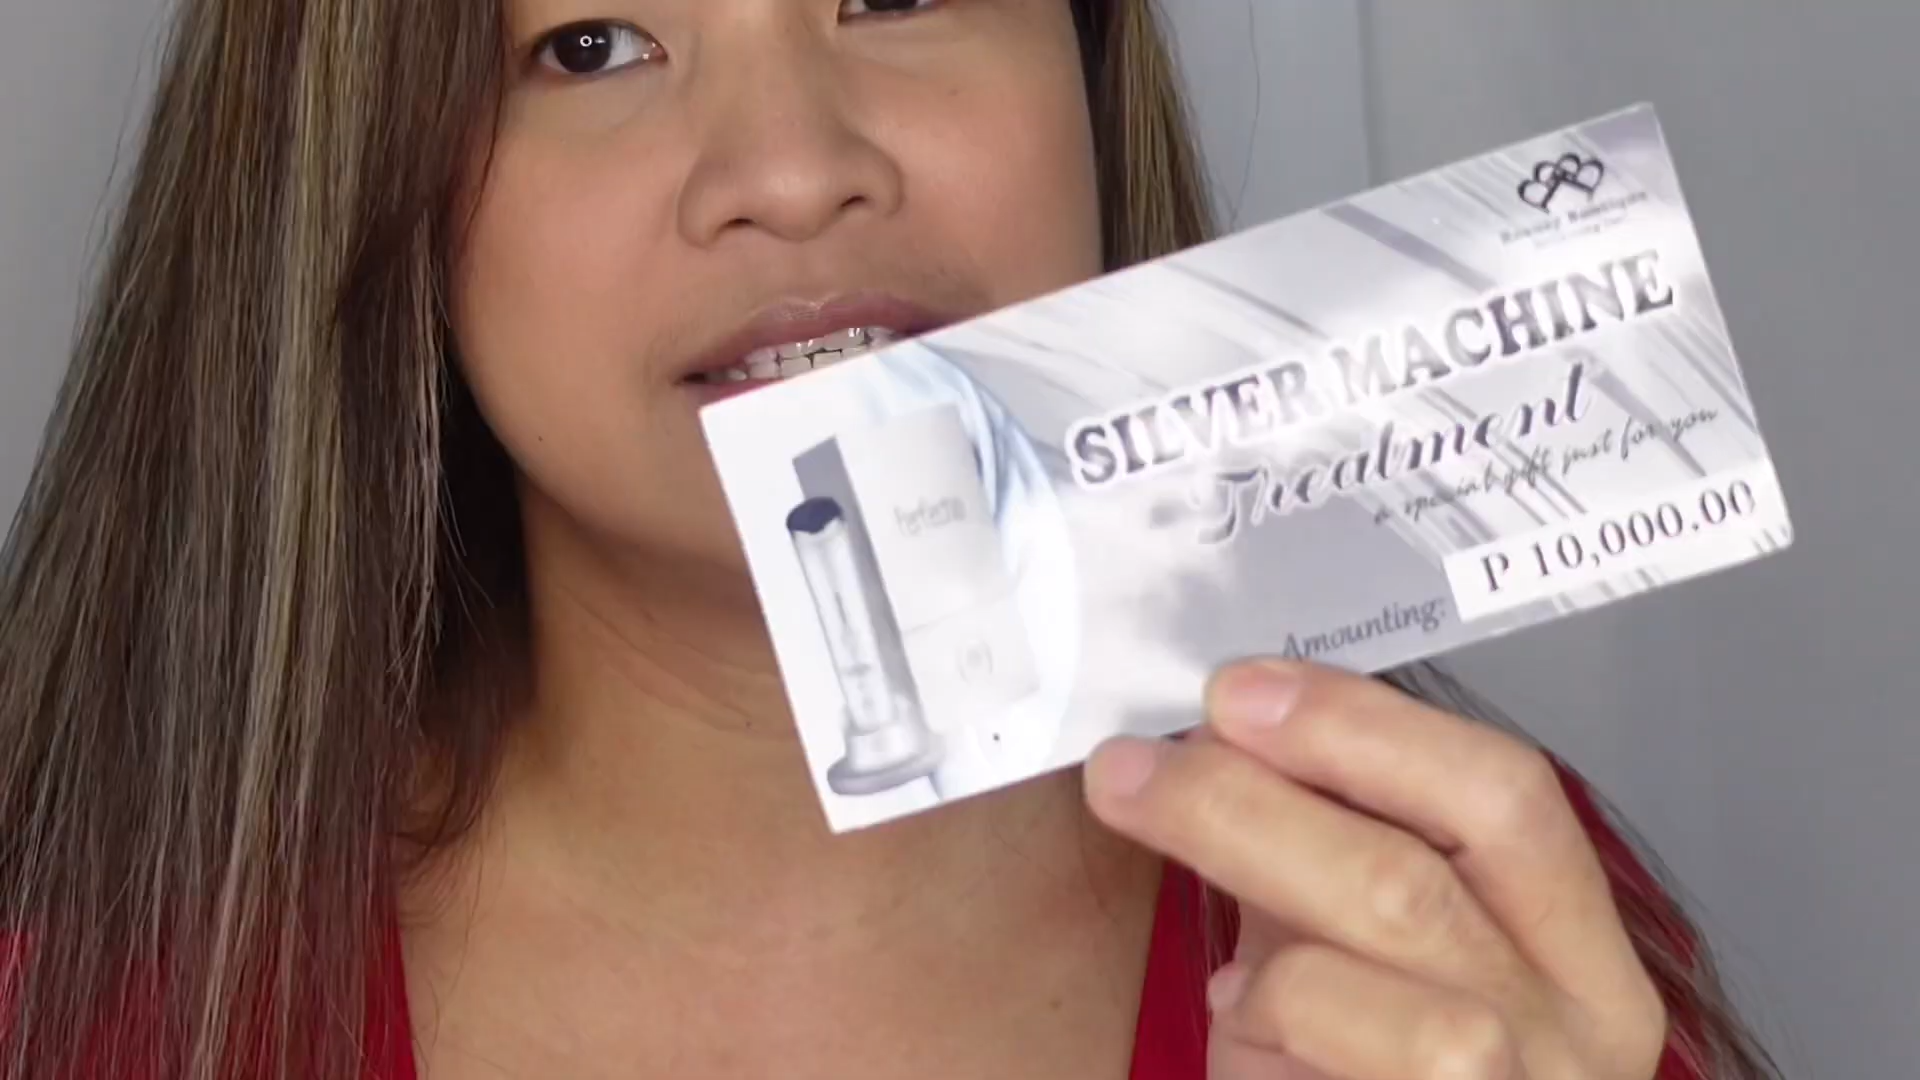 SILVER MACHINE
Treatment
a special gift just for you
Amounting: P 10,000.00